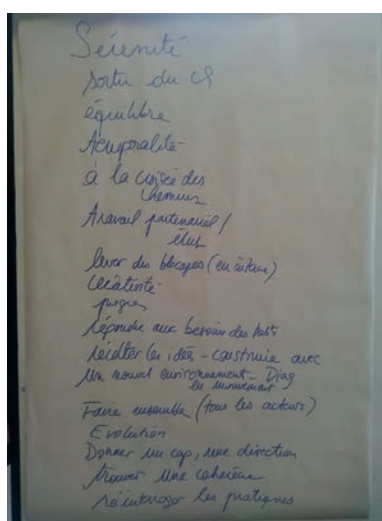 Sérénité
sortir du CS
équilibre
temporalité
à la croisée des
chemins
travail partenarial /
élus
lever des blocages (en interne)
créativité
progrès
répondre aux besoins des habts
récolter les idées - construire avec
un nouvel environnement - Diag
en mouvement
Faire ensemble (tous les acteurs)
Evolution
Donner un cap, une direction
trouver une cohérence
réinterroger les pratiques